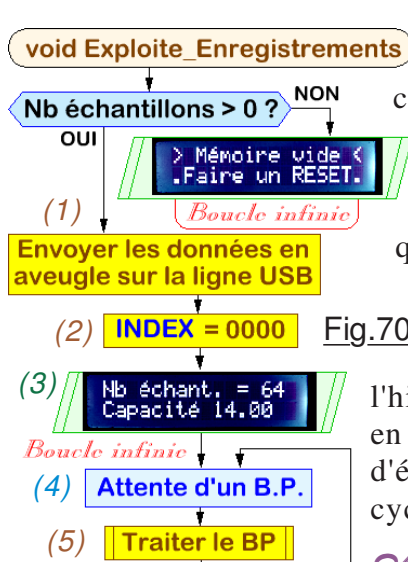 void Exploite_Enregistrements
Nb échantillons > 0 ?
NON
c
OUI
> Mémoire vide <
.Faire un RESET.
(1)
Boucle infinie
Envoyer les données en
aveugle sur la ligne USB
q
(2)
INDEX = 0000
Fig.70
(3)
Nb échant. = 64
Capacité 14.00
l'hi
en
d'é
cyc
Boucle infinie
(4)
Attente d'un B.P.
(5)
Traiter le BP